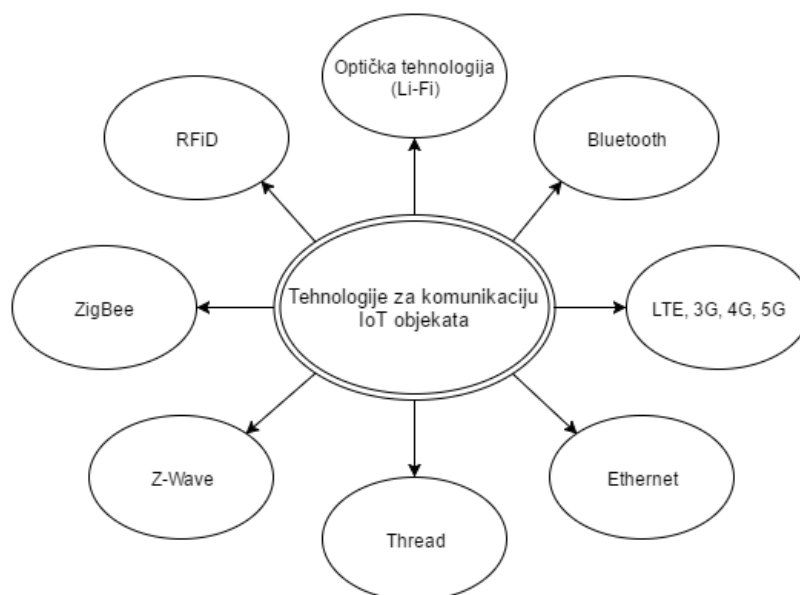 Optička tehnologija
(Li-Fi)
RFiD
Bluetooth
Tehnologije za komunikaciju
IoT objekata
ZigBee
LTE, 3G, 4G, 5G
Z-Wave
Ethernet
Thread